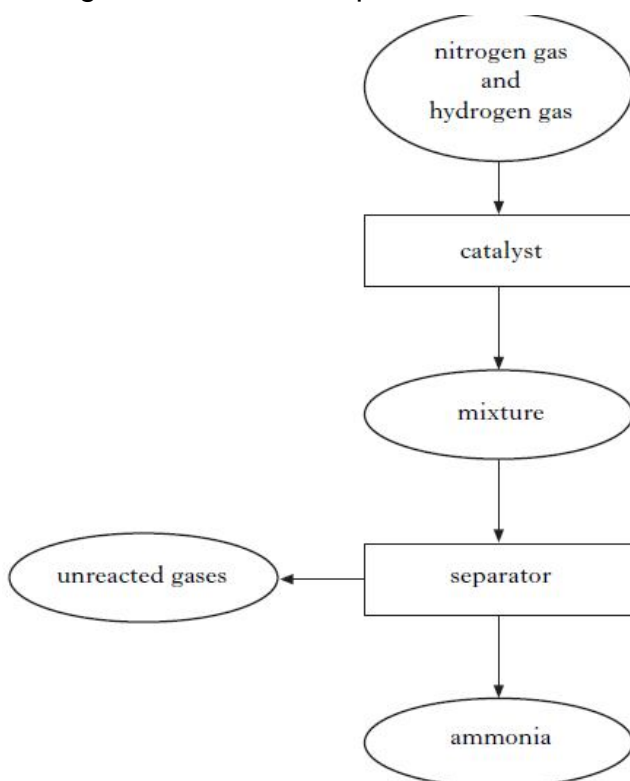 nitrogen gas
and
hydrogen gas
catalyst
mixture
unreacted gases
separator
ammonia